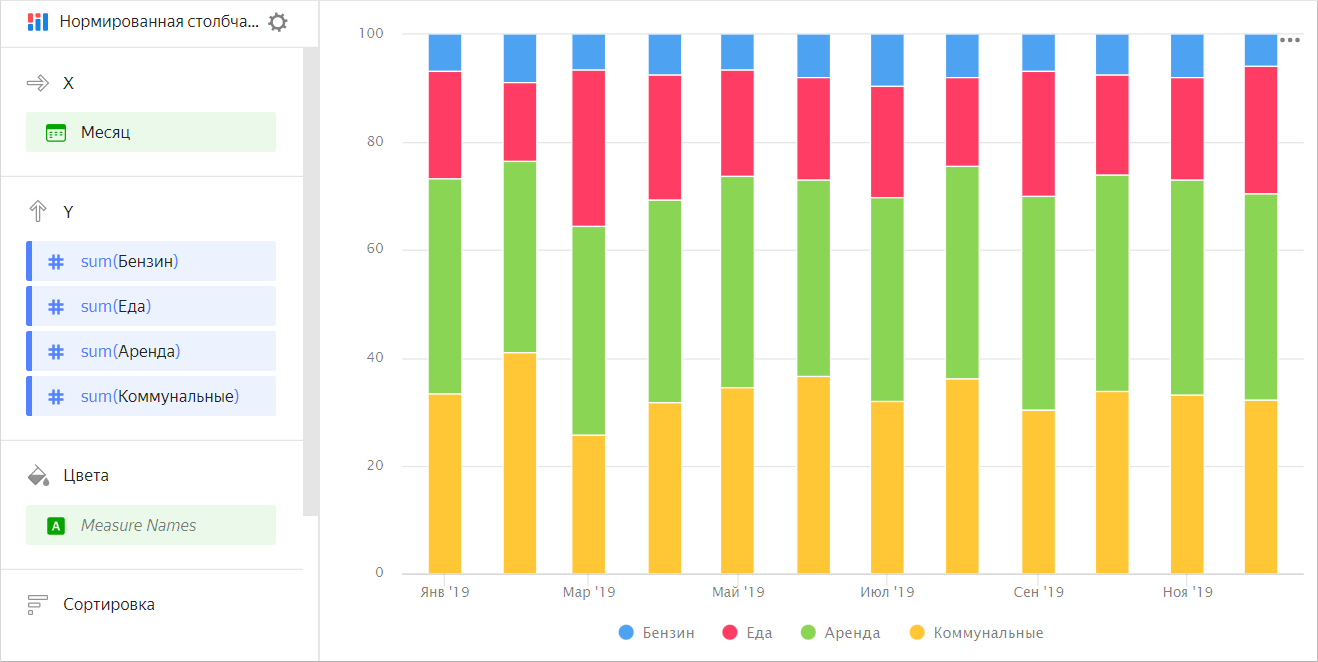 Нормированная столбча...
X
Месяц
Y
sum(Бензин)
sum(Еда)
sum(Аренда)
sum(Коммунальные)
Цвета
A
Measure Names
Сортировка
100
80
60
40
20
0
Янв '19
Мар '19
Май '19
Июл '19
Сен '19
Ноя '19
Бензин
Еда
Аренда
Коммунальные